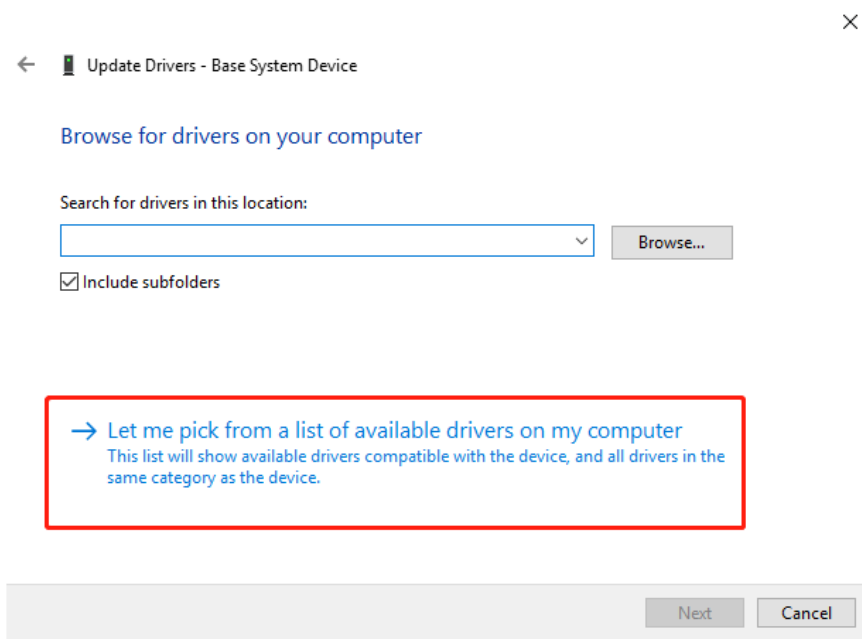 Update Drivers - Base System Device
Browse for drivers on your computer
Search for drivers in this location:
Browse...
Include subfolders
Let me pick from a list of available drivers on my computer
This list will show available drivers compatible with the device, and all drivers in the
same category as the device.
Next
Cancel